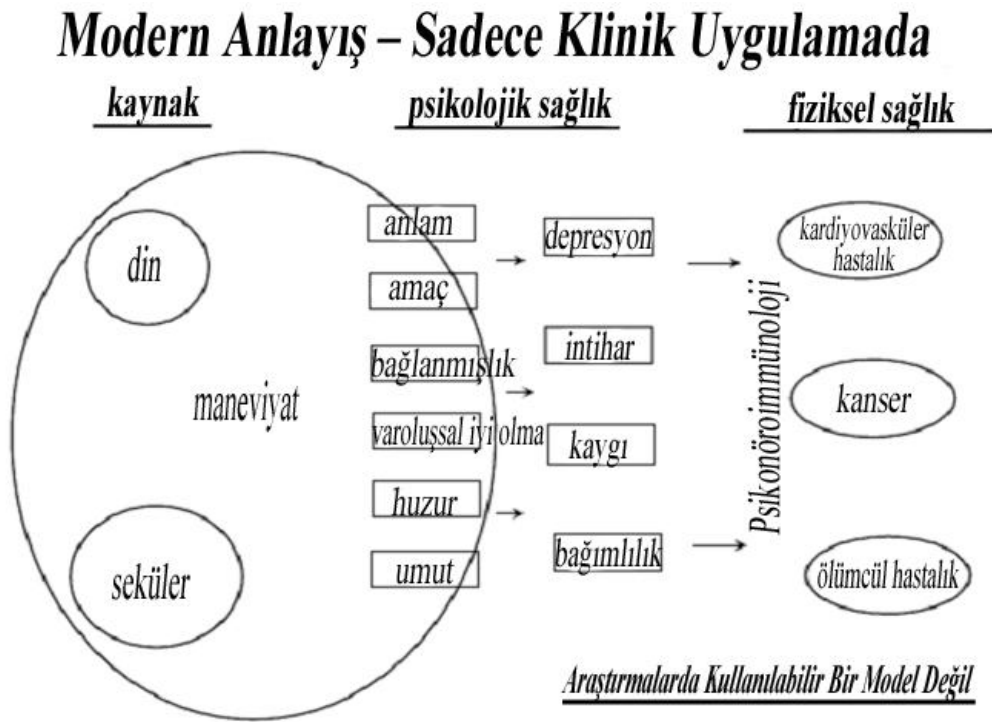 Modern Anlayış – Sadece Klinik Uygulamada
kaynak
psikolojik sağlık
fiziksel sağlık
din
maneviyat
seküler
anlam
amaç
bağlanmışlık
varoluşsal iyi olma
huzur
umut
depresyon
intihar
kaygı
bağımlılık
Psikonöroimmünoloji
kardiyovasküler
hastalık
kanser
ölümcül hastalık
Araştırmalarda Kullanılabilir Bir Model Değil